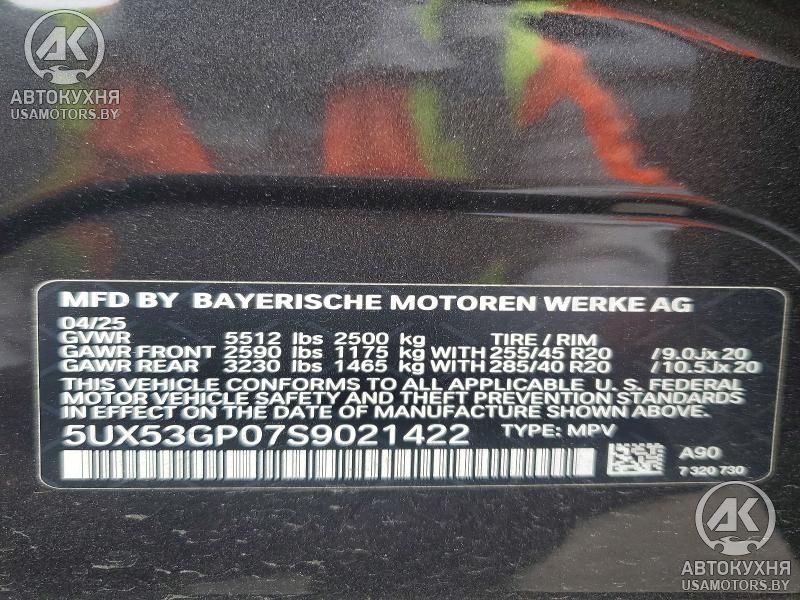 AK
АВТОКУХНЯ
USAMOTORS.BY
MFD BY BAYERISCHE MOTOREN WERKE AG
04/25
GVWR 5512 lbs 2500 kg TIRE / RIM
GAWR FRONT 2590 lbs 1175 kg WITH 255/45 R20 /9.0Jx20
GAWR REAR 3230 lbs 1465 kg WITH 285/40 R20 /10.5Jx20
THIS VEHICLE CONFORMS TO ALL APPLICABLE U. S. FEDERAL
MOTOR VEHICLE SAFETY AND THEFT PREVENTION STANDARDS
IN EFFECT ON THE DATE OF MANUFACTURE SHOWN ABOVE.
5UX53GP07S9021422 TYPE: MPV
A90
7 320 730
AK
АВТОКУХНЯ
USAMOTORS.BY